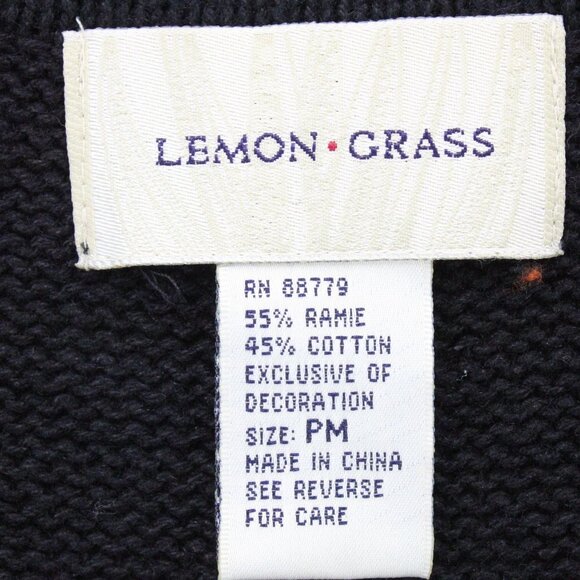 LEMON • GRASS
RN 88779
55% RAMIE
45% COTTON
EXCLUSIVE OF
DECORATION
SIZE: PM
MADE IN CHINA
SEE REVERSE
FOR CARE